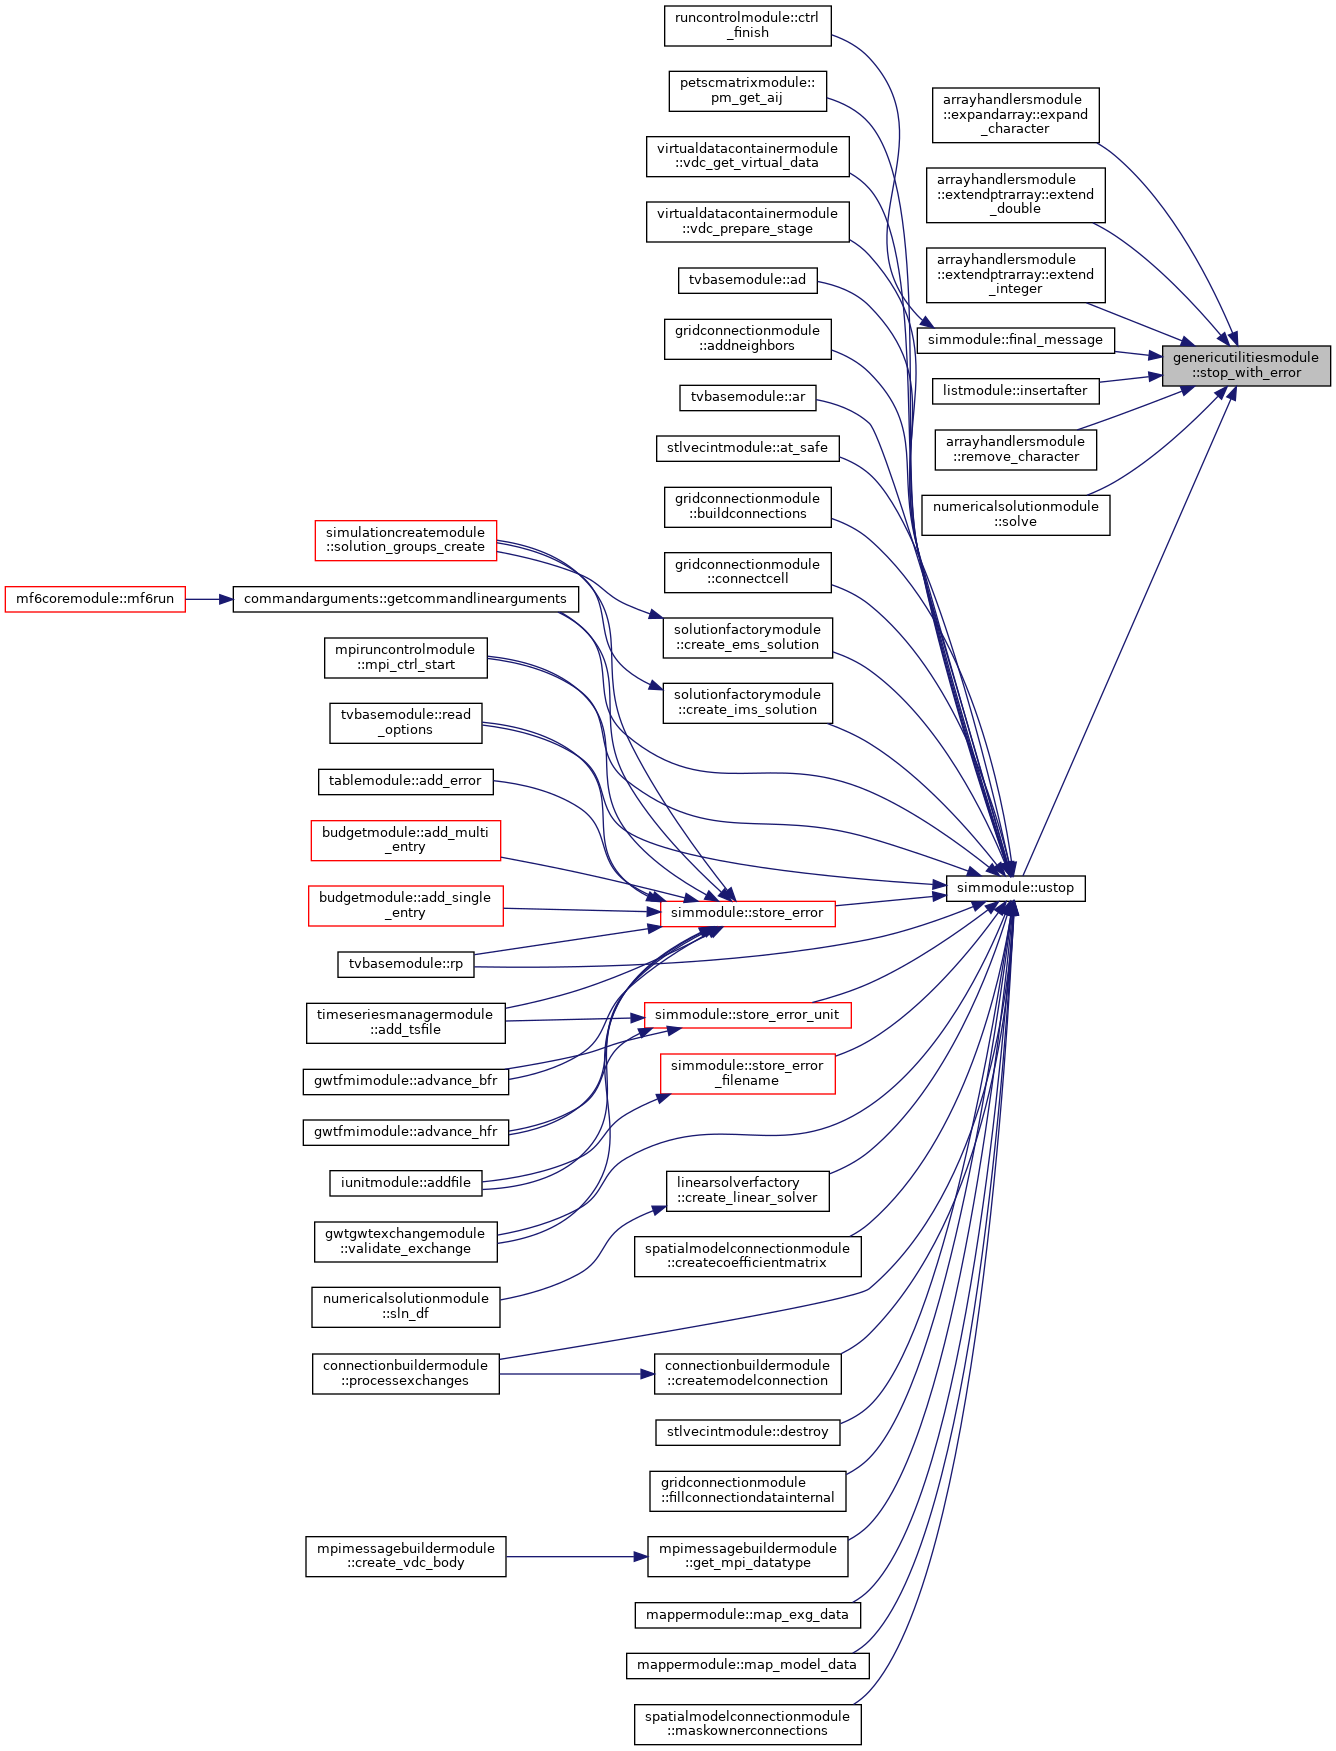 runcontrolmodule::ctrl
_finish
petscmatrixmodule::
pm_get_aij
virtualdatacontainermodule
::vdc_get_virtual_data
virtualdatacontainermodule
::vdc_prepare_stage
tvbasemodule::ad
gridconnectionmodule
::addneighbors
tvbasemodule::ar
stlvecintmodule::at_safe
gridconnectionmodule
::buildconnections
gridconnectionmodule
::connectcell
solutionfactorymodule
::create_ems_solution
solutionfactorymodule
::create_ims_solution
arrayhandlersmodule
::expandarray::expand
_character
arrayhandlersmodule
::extendptrarray::extend
_double
arrayhandlersmodule
::extendptrarray::extend
_integer
simmodule::final_message
listmodule::insertafter
arrayhandlersmodule
::remove_character
numericalsolutionmodule
::solve
genericutilitiesmodule
::stop_with_error
simmodule::ustop
simulationcreatemodule
::solution_groups_create
mf6coremodule::mf6run
commandarguments::getcommandlinearguments
mpiruncontrolmodule
::mpi_ctrl_start
tvbasemodule::read
_options
tablemodule::add_error
budgetmodule::add_multi
_entry
budgetmodule::add_single
_entry
tvbasemodule::rp
timeseriesmanagermodule
::add_tsfile
gwtfmimodule::advance_bfr
gwtfmimodule::advance_hfr
iunitmodule::addfile
gwtgwtexchangemodule
::validate_exchange
numericalsolutionmodule
::sln_df
connectionbuildermodule
::processexchanges
mpimessagebuildermodule
::create_vdc_body
simmodule::store_error
simmodule::store_error_unit
simmodule::store_error
_filename
linearsolverfactory
::create_linear_solver
spatialmodelconnectionmodule
::createcoefficientmatrix
connectionbuildermodule
::createmodelconnection
stlvecintmodule::destroy
gridconnectionmodule
::fillconnectiondatainternal
mpimessagebuildermodule
::get_mpi_datatype
mappermodule::map_exg_data
mappermodule::map_model_data
spatialmodelconnectionmodule
::maskownerconnections